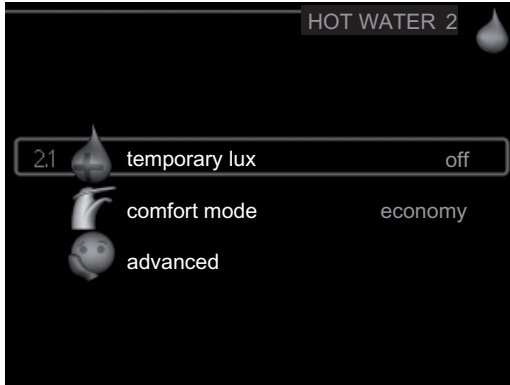 HOT WATER 2
2.1 temporary lux off
comfort mode economy
advanced